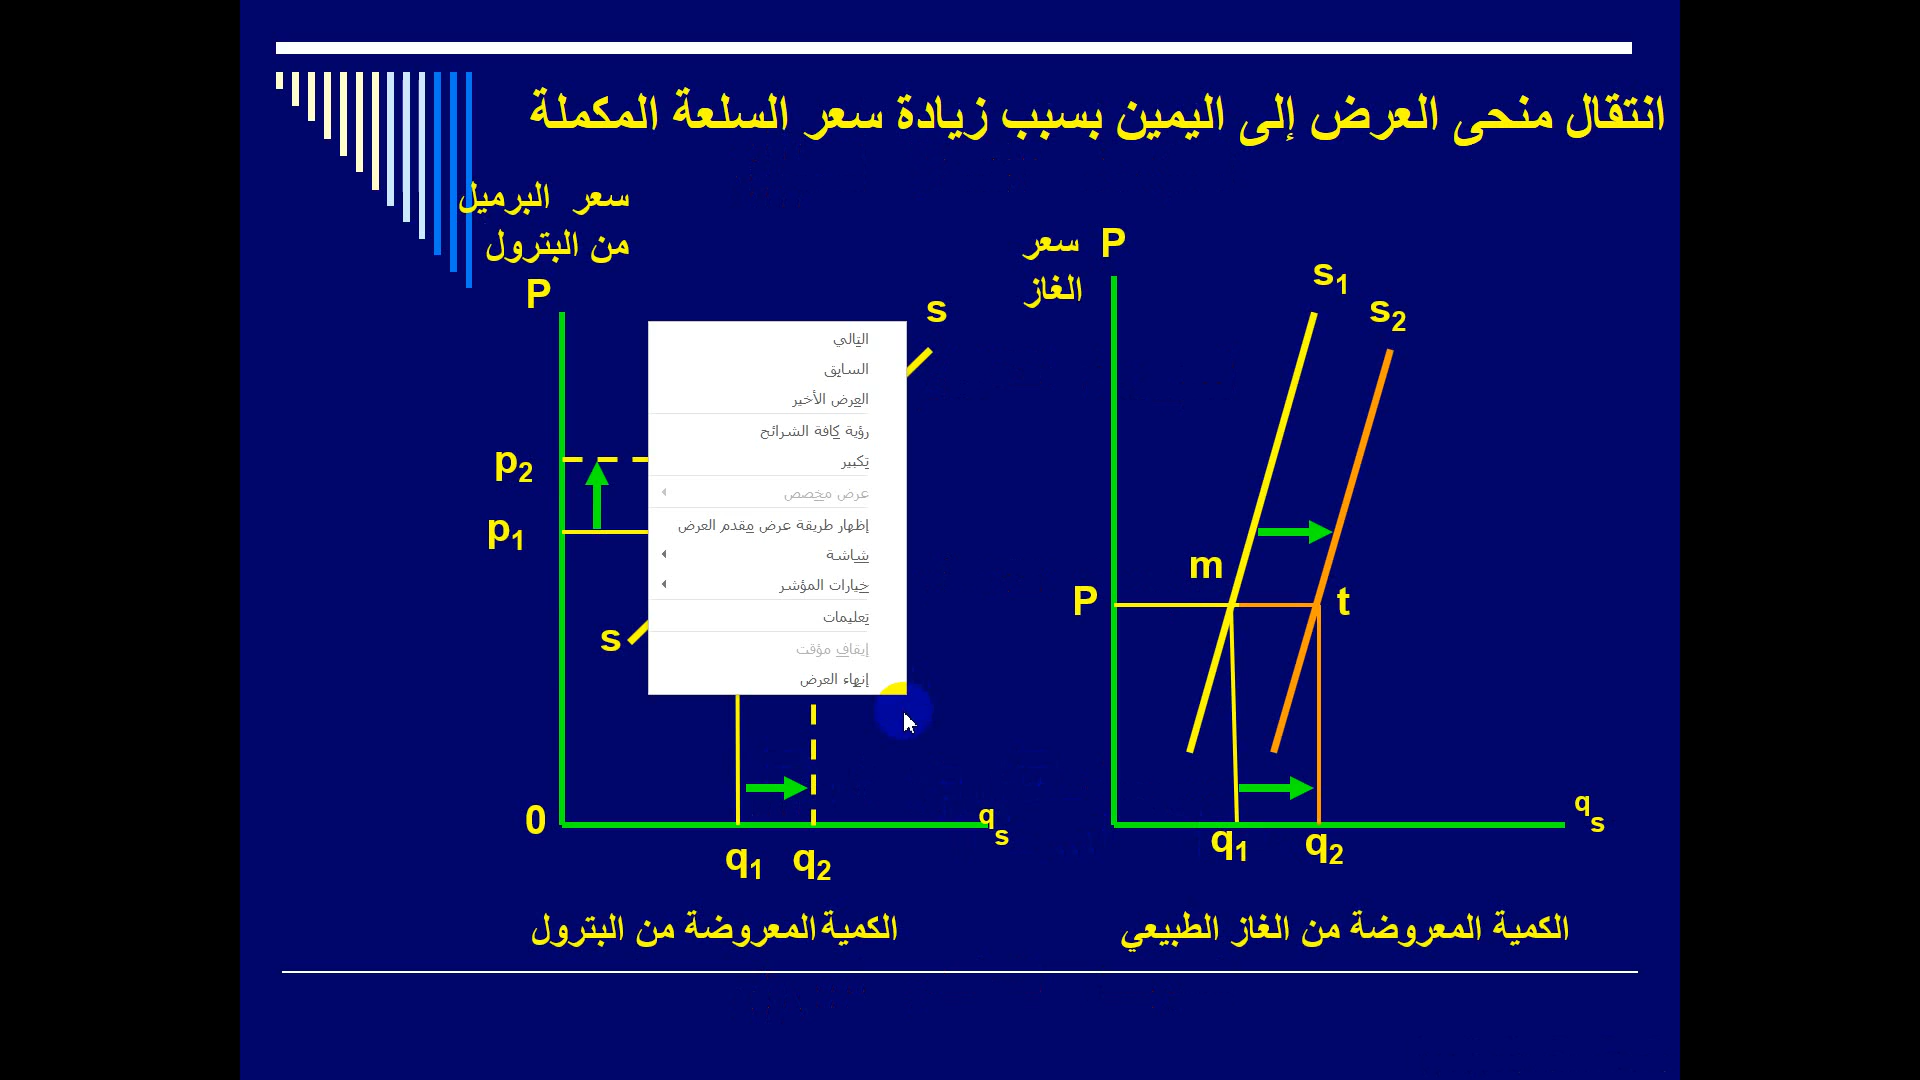 انتقال منحى العرض إلى اليمين بسبب زيادة سعر السلعة المكملة
سعر البرميل
من البترول
P
s
p2
p1
s
0
q1
q2
qs
الكمية المعروضة من البترول
التالي
السابق
العرض الأخير
رؤية كافة الشرائح
تكبير
عرض مخصص
إظهار طريقة عرض مقدم العرض
شاشة
خيارات المؤشر
تعليمات
إيقاف مؤقت
إنهاء العرض
سعر
الغاز
P
s1
s2
m
P
t
q1
q2
qs
الكمية المعروضة من الغاز الطبيعي